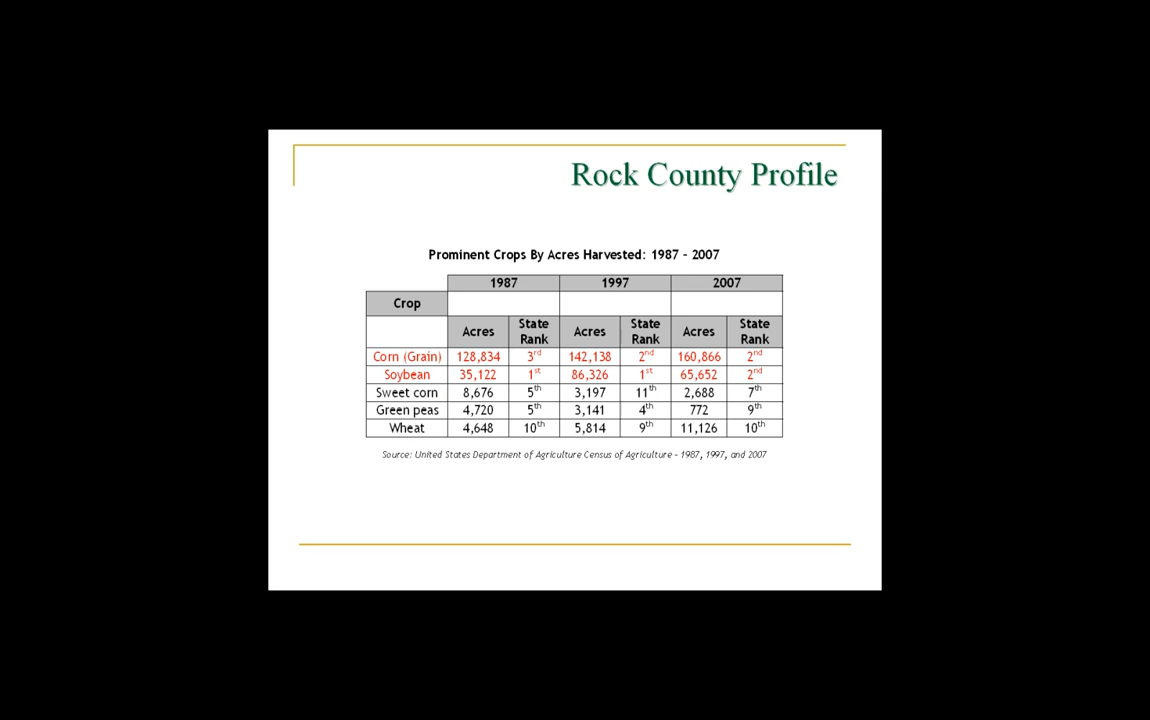 Rock County Profile
Prominent Crops By Acres Harvested: 1987 - 2007
1987 1997 2007
Crop
Acres State Rank Acres State Rank Acres State Rank
Corn (Grain) 128,834 3rd 142,138 2nd 160,866 2nd
Soybean 35,122 1st 86,326 1st 65,652 2nd
Sweet corn 8,676 5th 3,197 11th 2,688 7th
Green peas 4,720 5th 3,141 4th 772 9th
Wheat 4,648 10th 5,814 9th 11,126 10th
Source: United States Department of Agriculture Census of Agriculture - 1987, 1997, and 2007